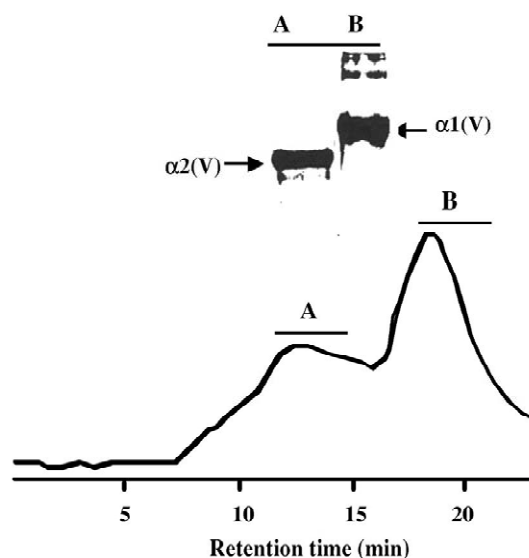 A B
α1(V)
α2(V)
B
A
5 10 15 20
Retention time (min)